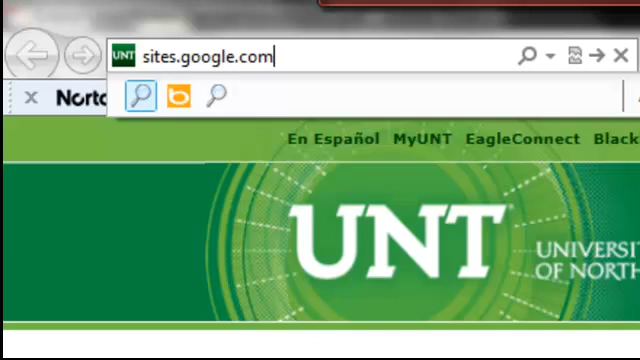 UNT sites.google.com
x Norto
En Español MyUNT EagleConnect Black
UNT
UNIVERSI
OF NORTH